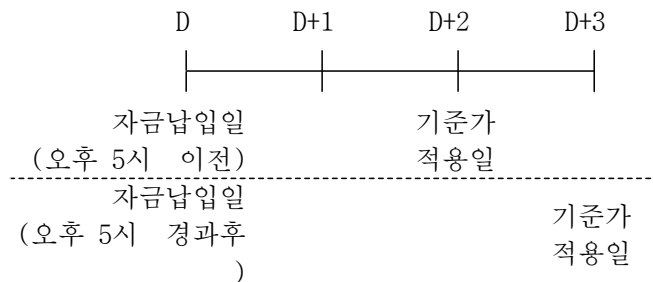 D D+1 D+2 D+3
자금납입일 기준가
(오후 5시 이전) 적용일
자금납입일
(오후 5시 경과후
)
기준가
적용일